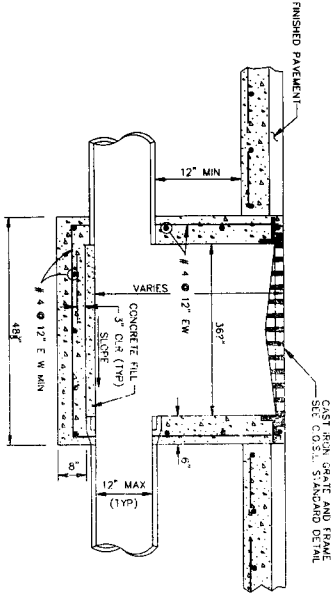 FINISHED PAVEMENT
CAST IRON GRATE AND FRAME
SEE C.O.S.L. STANDARD DETAIL
12" MIN
# 4 @ 12" EW
VARIES
36"
# 4 @ 12" E W MIN
CONCRETE FILL
3" CLR (TYP)
SLOPE
48"
8"
12" MAX
(TYP)
6"